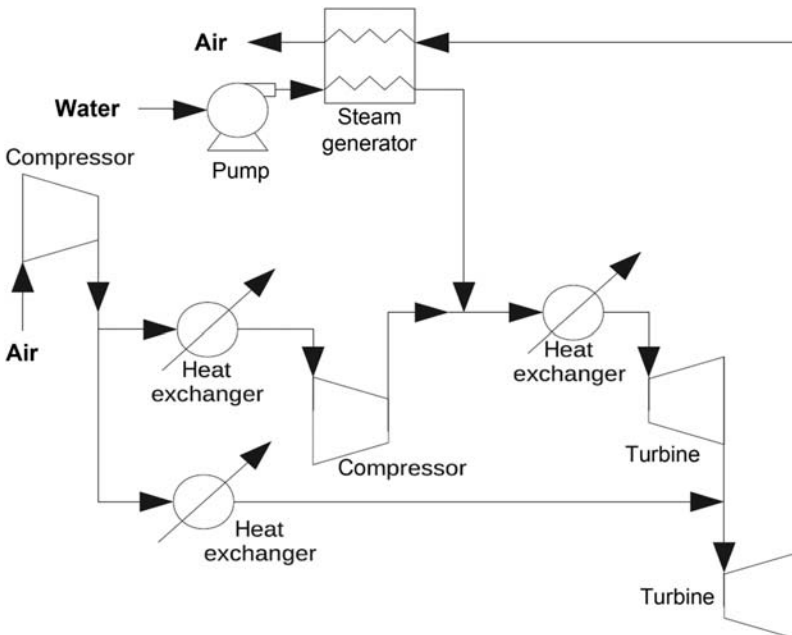 Air
Water
Steam
generator
Pump
Compressor
Air
Heat
exchanger
Compressor
Heat
exchanger
Turbine
Heat
exchanger
Turbine